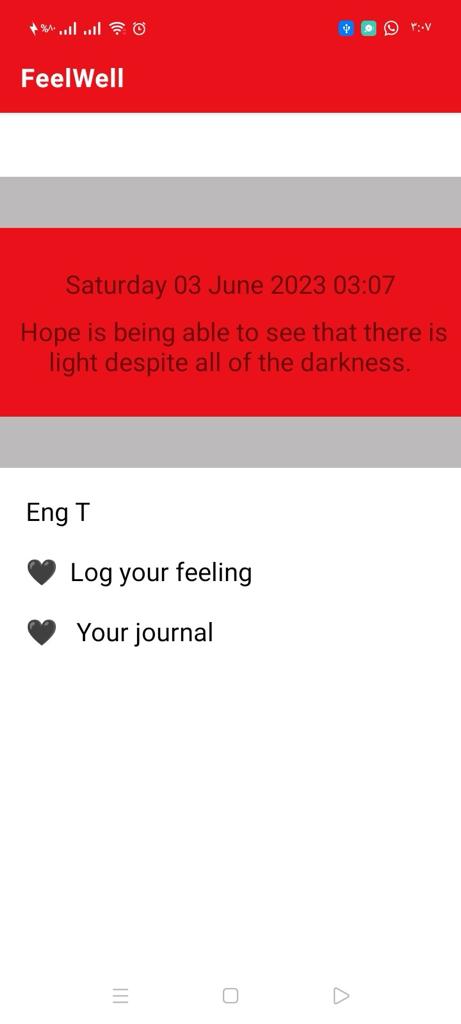 %٨٠
٣:٠٧
FeelWell
Saturday 03 June 2023 03:07
Hope is being able to see that there is
light despite all of the darkness.
Eng T
🖤 Log your feeling
🖤 Your journal